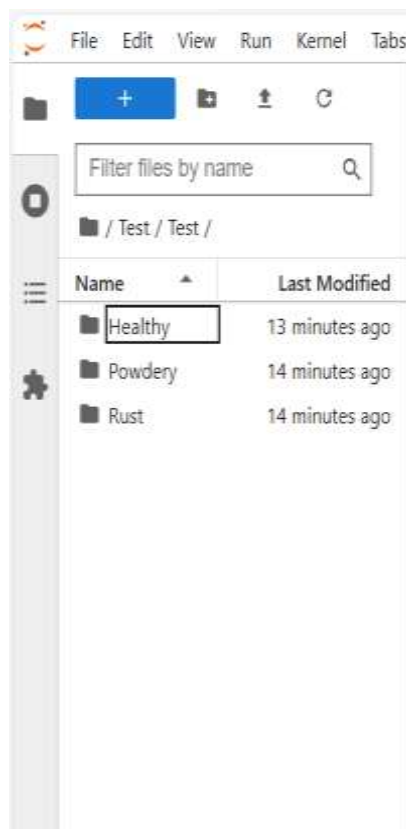 File Edit View Run Kernel Tabs
Filter files by name
/ Test / Test /
Name Last Modified
Healthy 13 minutes ago
Powdery 14 minutes ago
Rust 14 minutes ago